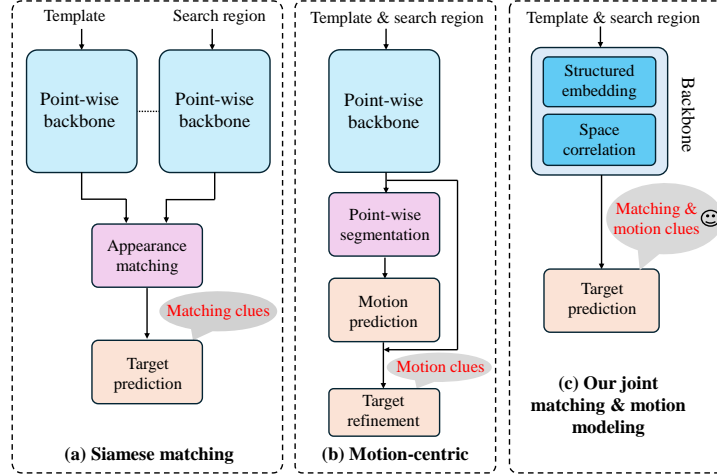 Template
Search region
Point-wise
backbone
Point-wise
backbone
Appearance
matching
Matching clues
Target
prediction
(a) Siamese matching
Template & search region
Point-wise
backbone
Point-wise
segmentation
Motion
prediction
Motion clues
Target
refinement
(b) Motion-centric
Template & search region
Structured
embedding
Space
correlation
Backbone
Matching &
motion clues
Target
prediction
(c) Our joint
matching & motion
modeling